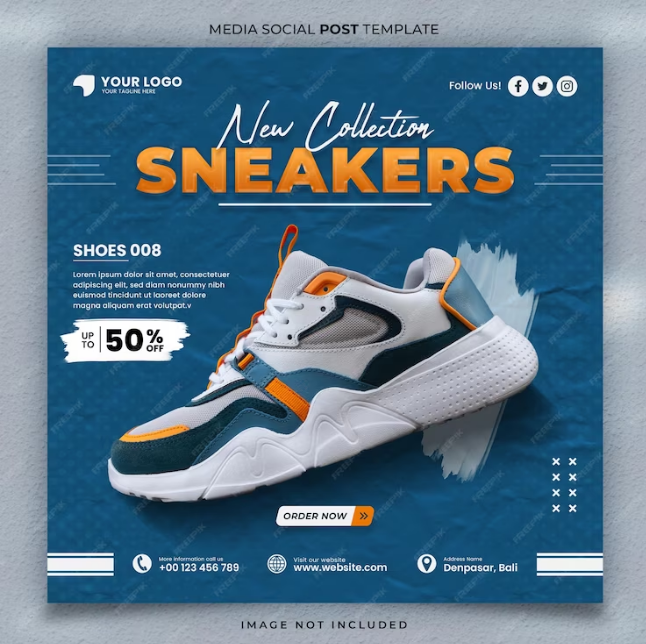 MEDIA SOCIAL POST TEMPLATE
YOUR LOGO
YOUR TAGLINE HERE
Follow Us!
New Collection
SNEAKERS
SHOES 008
Lorem ipsum dolor sit amet, consectetuer
adipiscing elit, sed diam nonummy nibh
euismod tincidunt ut laoreet dolore
magna aliquam erat volutpat.v
UP TO 50% OFF
ORDER NOW
More information call us
+00 123 456 789
Visit our website
www.website.com
Address Name
Denpasar, Bali
IMAGE NOT INCLUDED